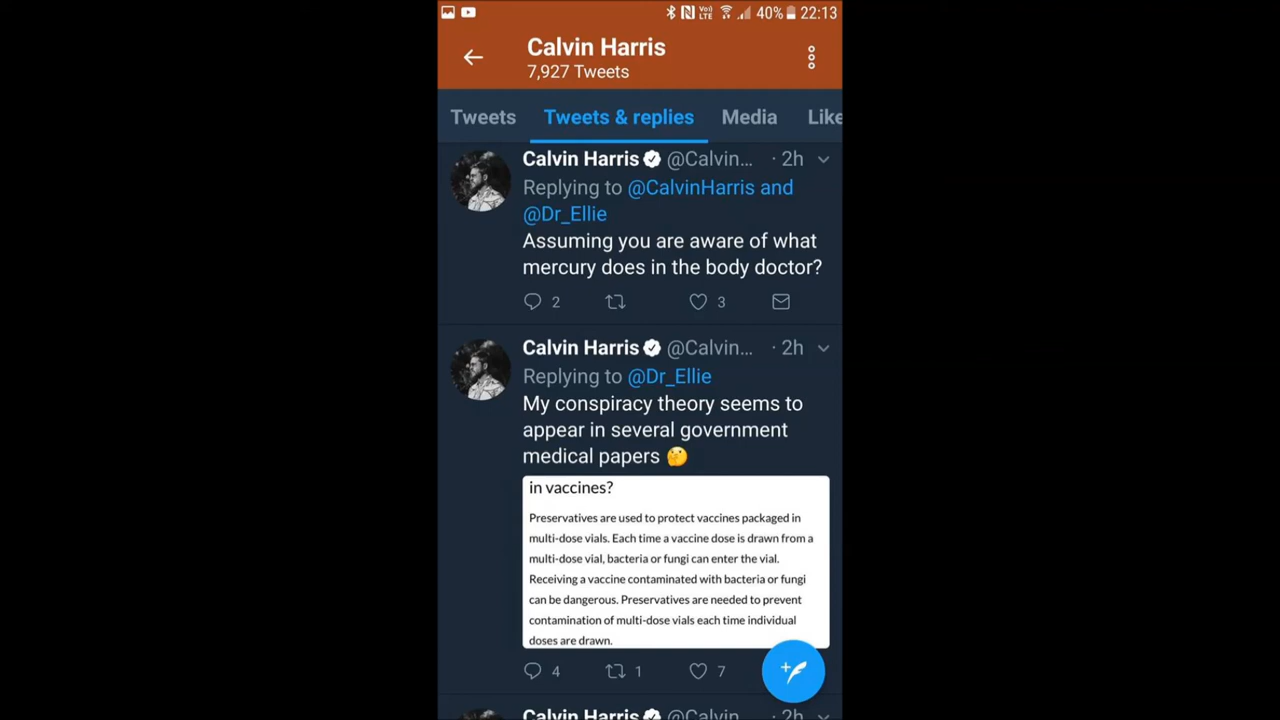 40% 22:13
Calvin Harris
7,927 Tweets
Tweets Tweets & replies Media Like
Calvin Harris @Calvin... · 2h
Replying to @CalvinHarris and
@Dr_Ellie
Assuming you are aware of what
mercury does in the body doctor?
2 3
Calvin Harris @Calvin... · 2h
Replying to @Dr_Ellie
My conspiracy theory seems to
appear in several government
medical papers 🤔
in vaccines?
Preservatives are used to protect vaccines packaged in
multi-dose vials. Each time a vaccine dose is drawn from a
multi-dose vial, bacteria or fungi can enter the vial.
Receiving a vaccine contaminated with bacteria or fungi
can be dangerous. Preservatives are needed to prevent
contamination of multi-dose vials each time individual
doses are drawn.
4 1 7
Calvin Harris @Calvin... · 2h